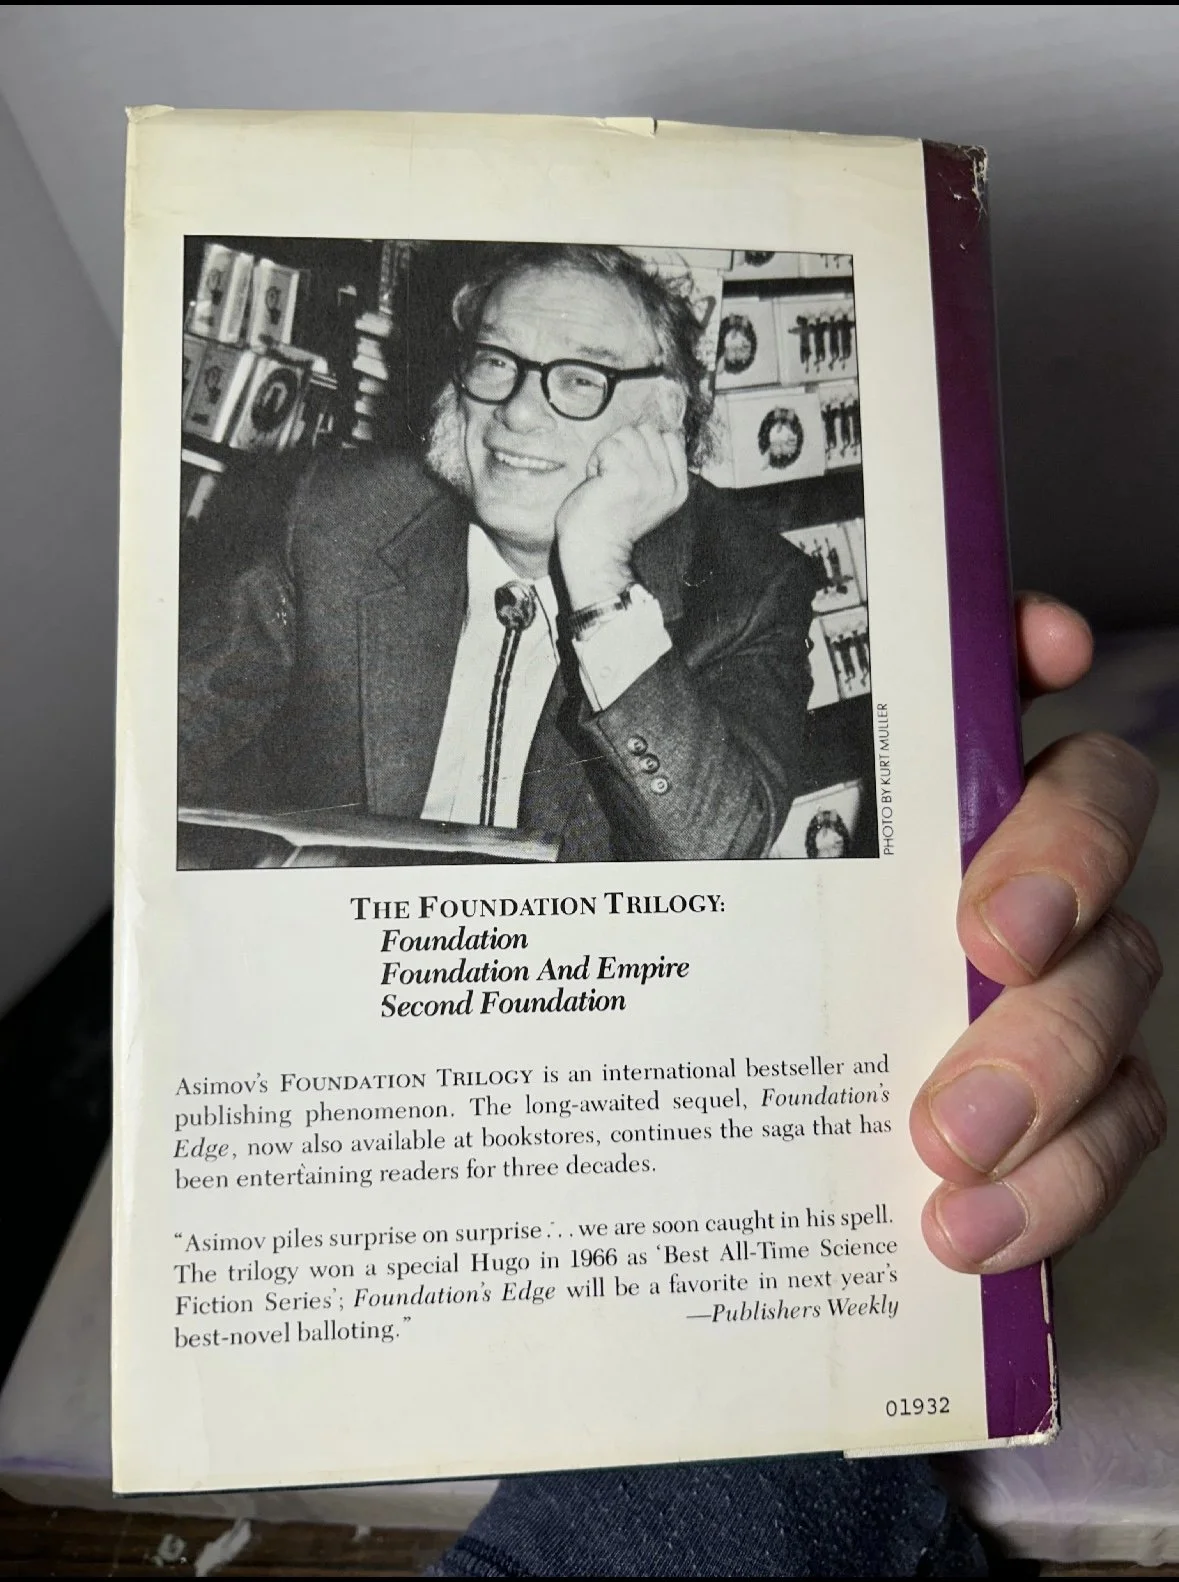 PHOTO BY KURT MULLER
THE FOUNDATION TRILOGY:
Foundation
Foundation And Empire
Second Foundation
Asimov's FOUNDATION TRILOGY is an international bestseller and
publishing phenomenon. The long-awaited sequel, Foundation's
Edge, now also available at bookstores, continues the saga that has
been entertaining readers for three decades.
"Asimov piles surprise on surprise . . . we are soon caught in his spell.
The trilogy won a special Hugo in 1966 as 'Best All-Time Science
Fiction Series'; Foundation's Edge will be a favorite in next year's
best-novel balloting." —Publishers Weekly
01932